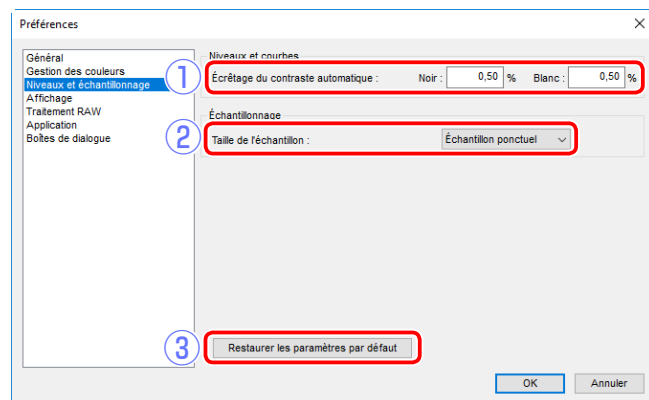 Préférences
Général
Gestion des couleurs
Niveaux et échantillonnage
Affichage
Traitement RAW
Application
Boîtes de dialogue
Niveaux et courbes
① Écrêtage du contraste automatique : Noir : 0,50 % Blanc : 0,50 %
Échantillonnage
② Taille de l'échantillon : Échantillon ponctuel
③ Restaurer les paramètres par défaut
OK Annuler